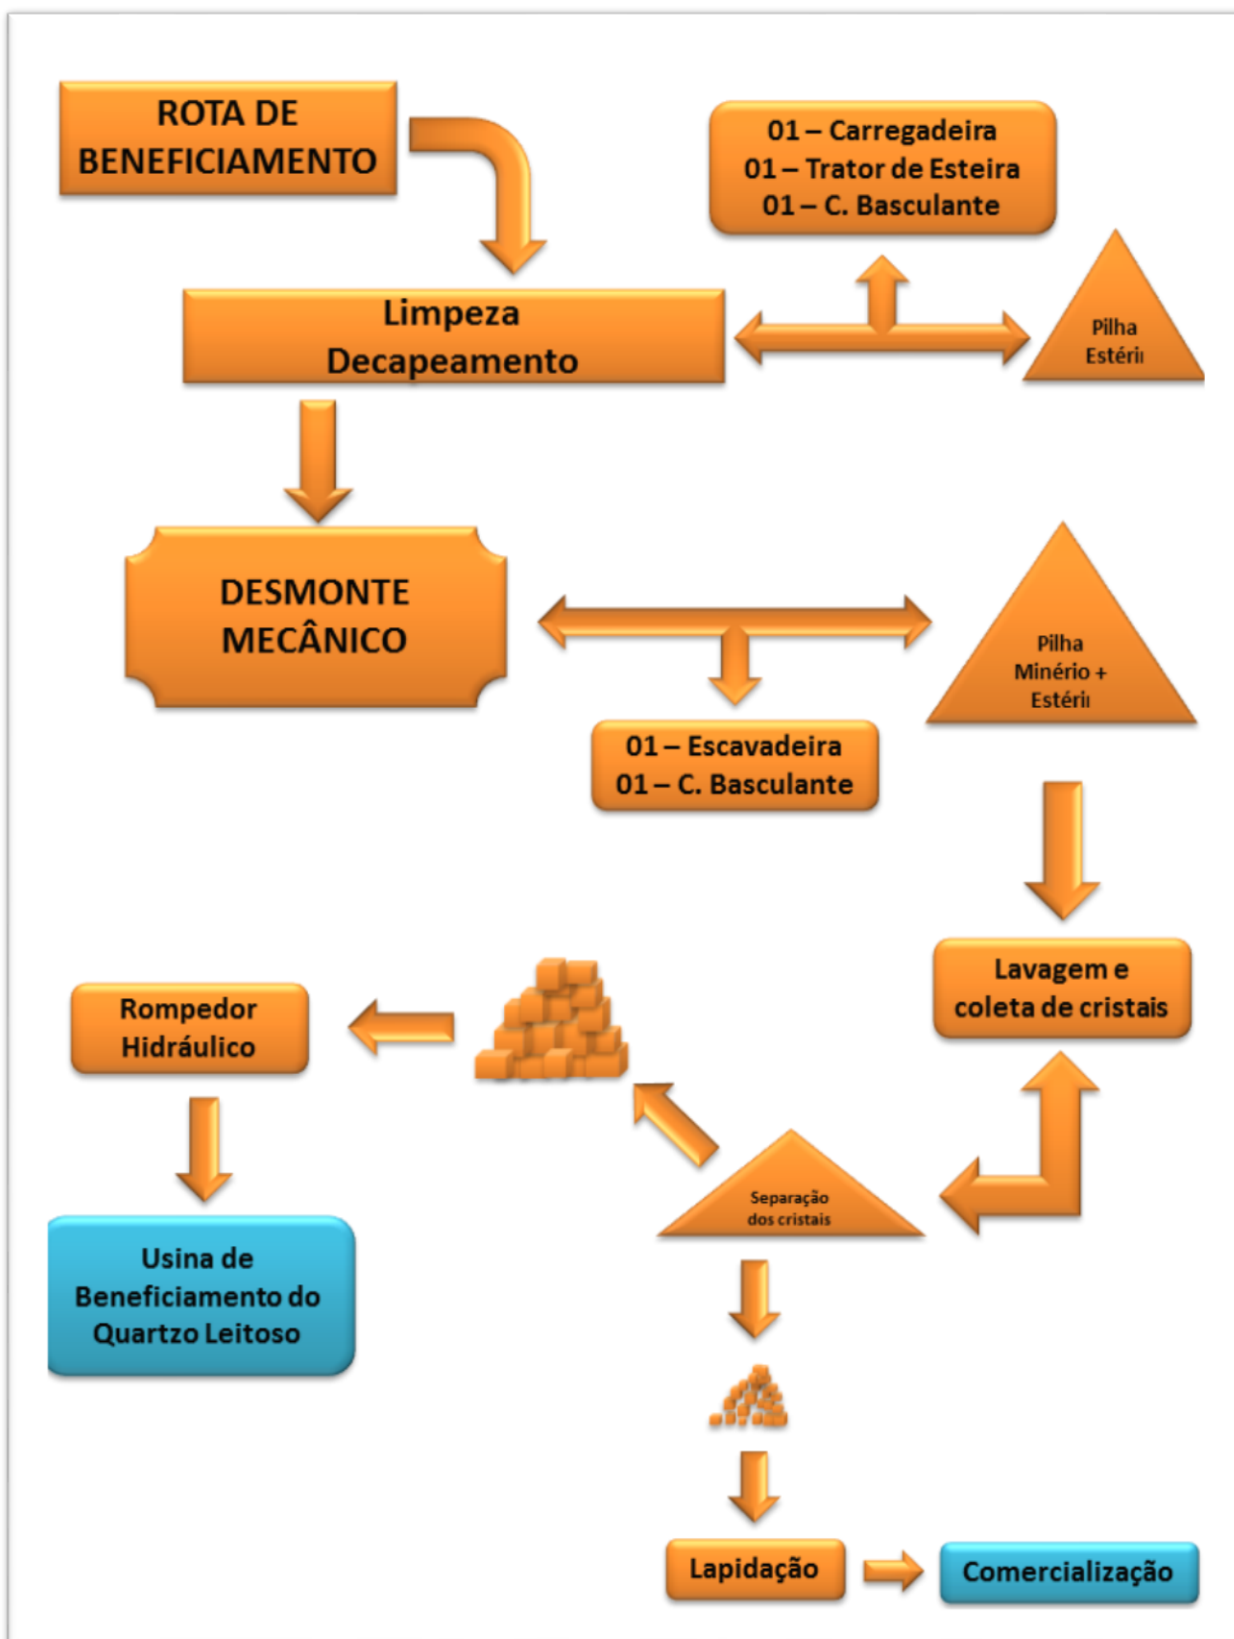 ROTA DE
BENEFICIAMENTO
01 – Carregadeira
01 – Trator de Esteira
01 – C. Basculante
Limpeza
Decapeamento
Pilha
Estéril
DESMONTE
MECÂNICO
Pilha
Minério +
Estéril
01 – Escavadeira
01 – C. Basculante
Lavagem e
coleta de cristais
Rompedor
Hidráulico
Separação
dos cristais
Usina de
Beneficiamento do
Quartzo Leitoso
Lapidação
Comercialização